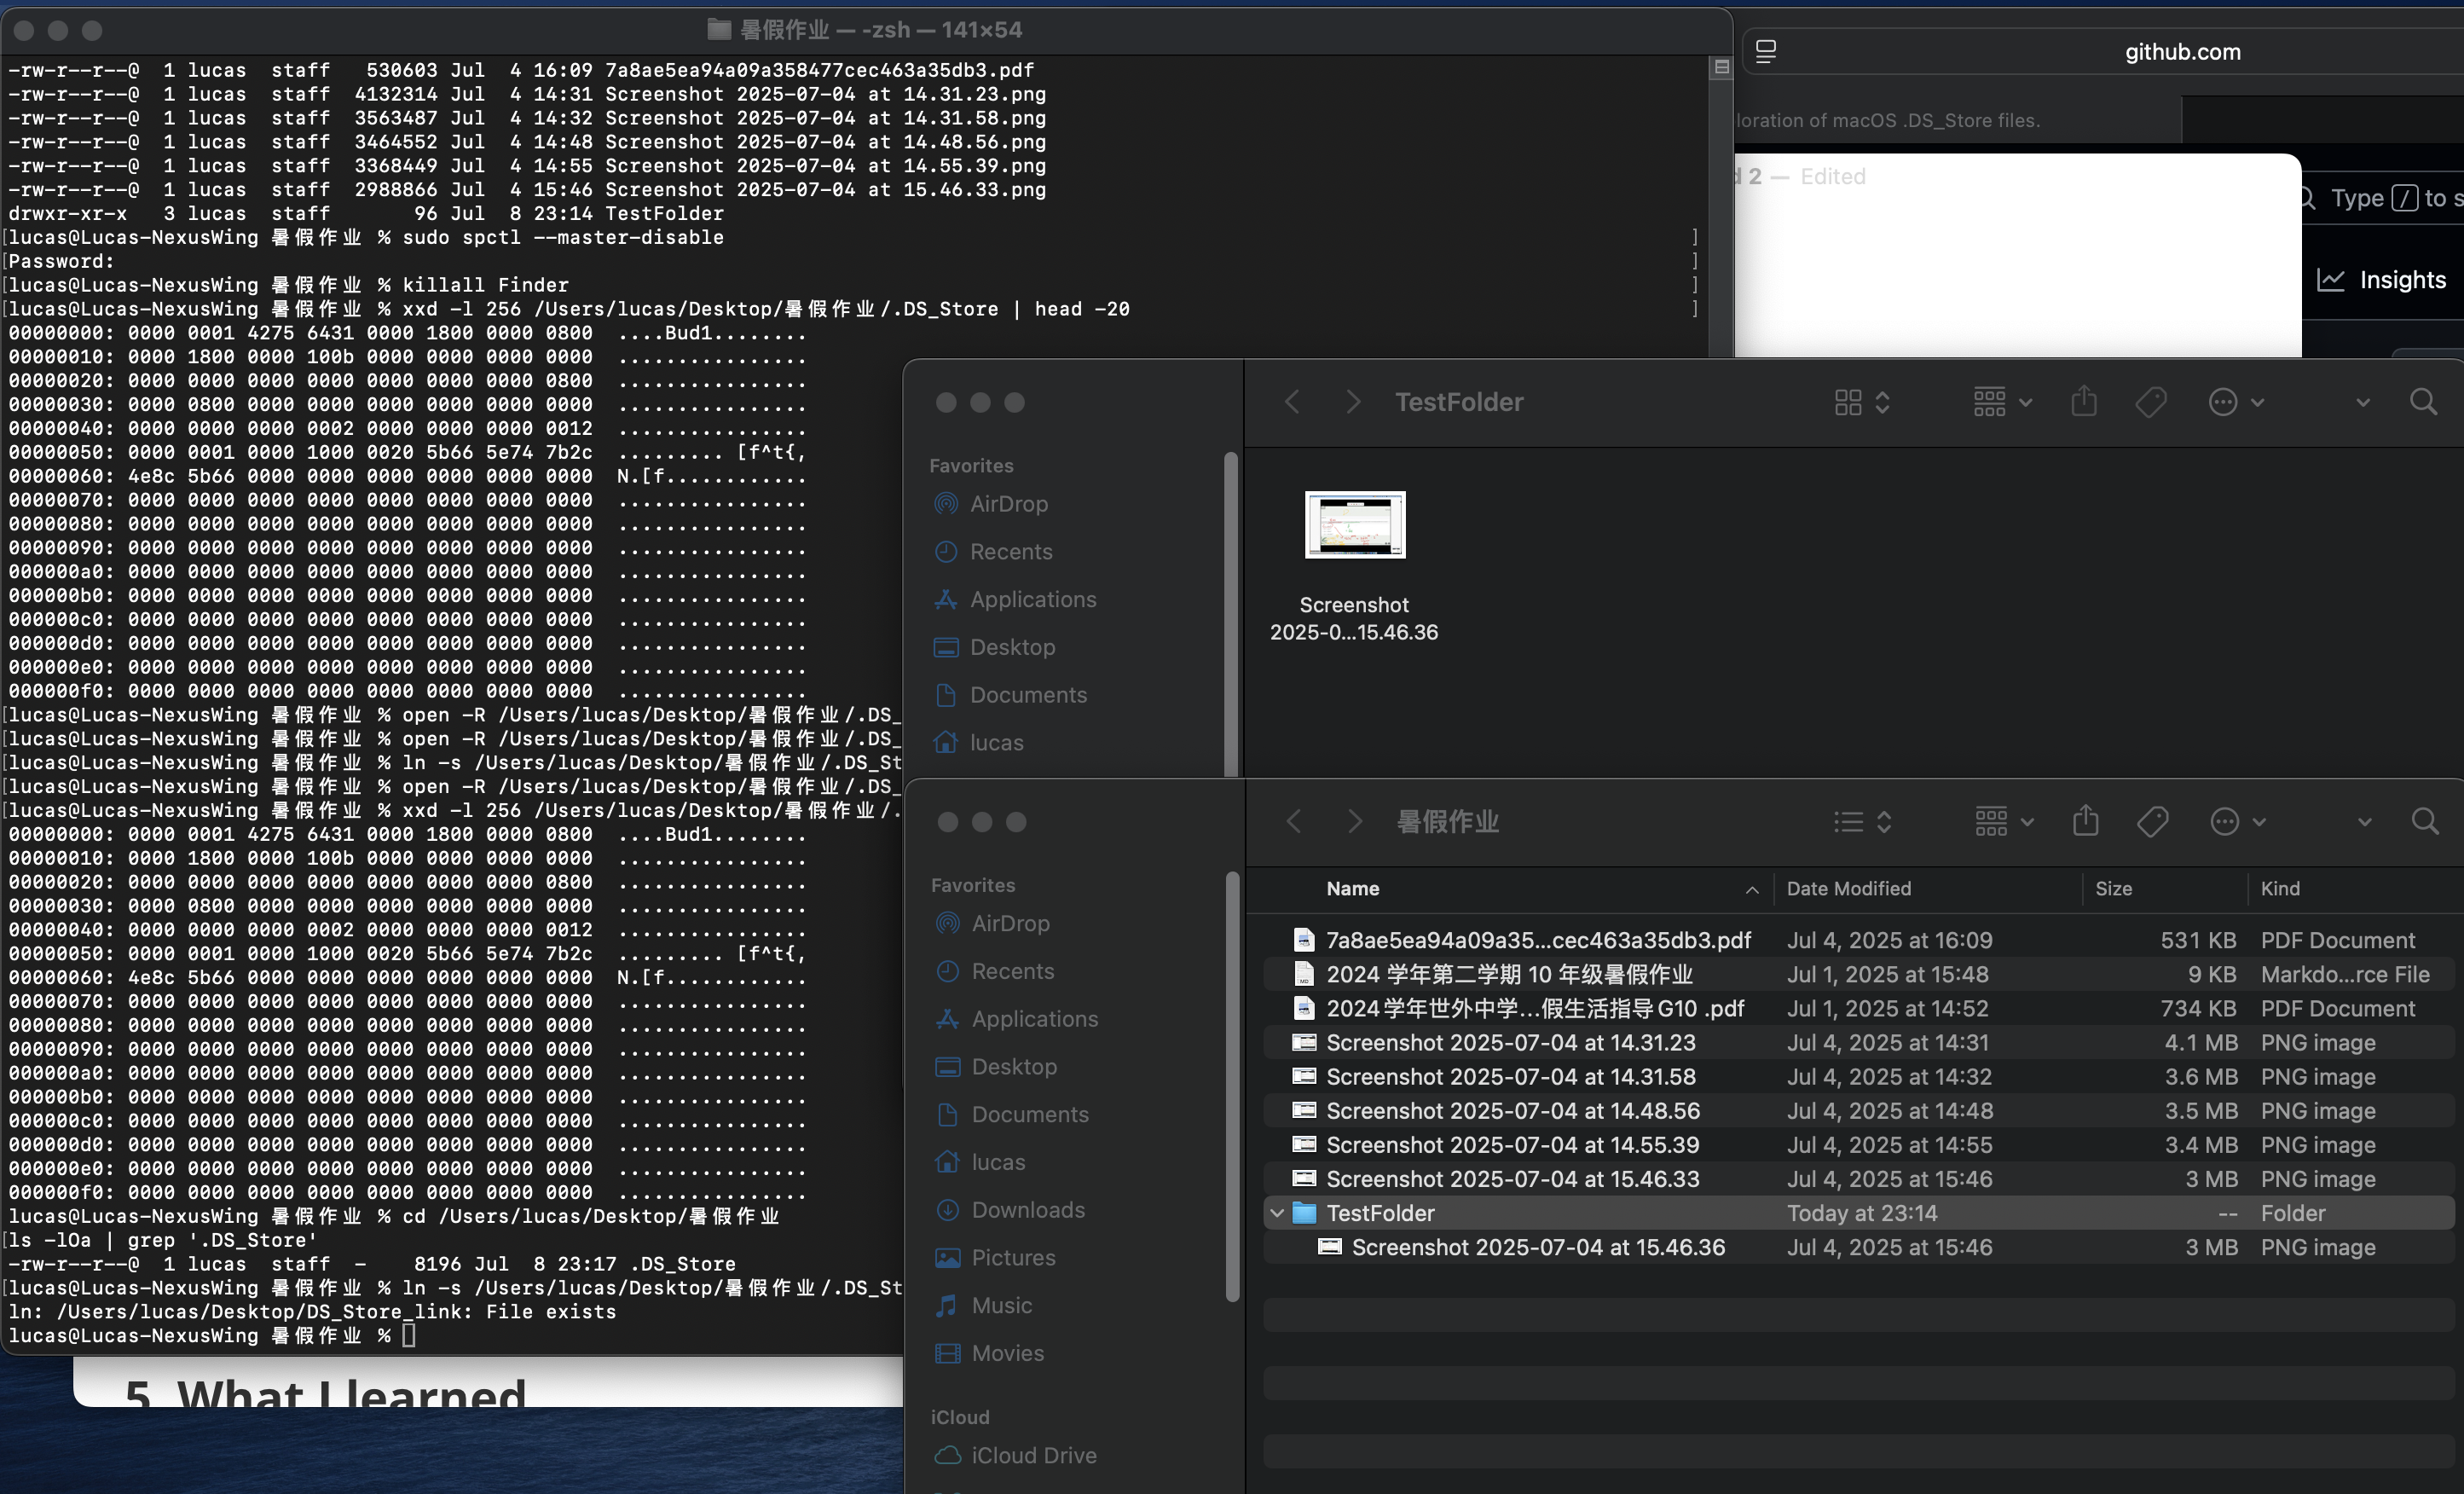 暑假作业 — -zsh — 141×54
-rw-r--r--@  1 lucas  staff   530603 Jul  4 16:09 7a8ae5ea94a09a358477cec463a35db3.pdf
-rw-r--r--@  1 lucas  staff  4132314 Jul  4 14:31 Screenshot 2025-07-04 at 14.31.23.png
-rw-r--r--@  1 lucas  staff  3563487 Jul  4 14:32 Screenshot 2025-07-04 at 14.31.58.png
-rw-r--r--@  1 lucas  staff  3464552 Jul  4 14:48 Screenshot 2025-07-04 at 14.48.56.png
-rw-r--r--@  1 lucas  staff  3368449 Jul  4 14:55 Screenshot 2025-07-04 at 14.55.39.png
-rw-r--r--@  1 lucas  staff  2988866 Jul  4 15:46 Screenshot 2025-07-04 at 15.46.33.png
drwxr-xr-x   3 lucas  staff       96 Jul  8 23:14 TestFolder
[lucas@Lucas-NexusWing 暑假作业 % sudo spctl --master-disable ]
[Password: ]
[lucas@Lucas-NexusWing 暑假作业 % killall Finder ]
[lucas@Lucas-NexusWing 暑假作业 % xxd -l 256 /Users/lucas/Desktop/暑假作业/.DS_Store | head -20 ]
00000000: 0000 0001 4275 6431 0000 1800 0000 0800  ....Bud1........
00000010: 0000 1800 0000 100b 0000 0000 0000 0000  ................
00000020: 0000 0000 0000 0000 0000 0000 0000 0800  ................
00000030: 0000 0800 0000 0000 0000 0000 0000 0000  ................
00000040: 0000 0000 0000 0002 0000 0000 0000 0012  ................
00000050: 0000 0001 0000 1000 0020 5b66 5e74 7b2c  ......... [f^t{,
00000060: 4e8c 5b66 0000 0000 0000 0000 0000 0000  N.[f............
00000070: 0000 0000 0000 0000 0000 0000 0000 0000  ................
00000080: 0000 0000 0000 0000 0000 0000 0000 0000  ................
00000090: 0000 0000 0000 0000 0000 0000 0000 0000  ................
000000a0: 0000 0000 0000 0000 0000 0000 0000 0000  ................
000000b0: 0000 0000 0000 0000 0000 0000 0000 0000  ................
000000c0: 0000 0000 0000 0000 0000 0000 0000 0000  ................
000000d0: 0000 0000 0000 0000 0000 0000 0000 0000  ................
000000e0: 0000 0000 0000 0000 0000 0000 0000 0000  ................
000000f0: 0000 0000 0000 0000 0000 0000 0000 0000  ................
[lucas@Lucas-NexusWing 暑假作业 % open -R /Users/lucas/Desktop/暑假作业/.DS_
[lucas@Lucas-NexusWing 暑假作业 % open -R /Users/lucas/Desktop/暑假作业/.DS_
[lucas@Lucas-NexusWing 暑假作业 % ln -s /Users/lucas/Desktop/暑假作业/.DS_St
[lucas@Lucas-NexusWing 暑假作业 % open -R /Users/lucas/Desktop/暑假作业/.DS_
[lucas@Lucas-NexusWing 暑假作业 % xxd -l 256 /Users/lucas/Desktop/暑假作业/.
00000000: 0000 0001 4275 6431 0000 1800 0000 0800  ....Bud1........
00000010: 0000 1800 0000 100b 0000 0000 0000 0000  ................
00000020: 0000 0000 0000 0000 0000 0000 0000 0800  ................
00000030: 0000 0800 0000 0000 0000 0000 0000 0000  ................
00000040: 0000 0000 0000 0002 0000 0000 0000 0012  ................
00000050: 0000 0001 0000 1000 0020 5b66 5e74 7b2c  ......... [f^t{,
00000060: 4e8c 5b66 0000 0000 0000 0000 0000 0000  N.[f............
00000070: 0000 0000 0000 0000 0000 0000 0000 0000  ................
00000080: 0000 0000 0000 0000 0000 0000 0000 0000  ................
00000090: 0000 0000 0000 0000 0000 0000 0000 0000  ................
000000a0: 0000 0000 0000 0000 0000 0000 0000 0000  ................
000000b0: 0000 0000 0000 0000 0000 0000 0000 0000  ................
000000c0: 0000 0000 0000 0000 0000 0000 0000 0000  ................
000000d0: 0000 0000 0000 0000 0000 0000 0000 0000  ................
000000e0: 0000 0000 0000 0000 0000 0000 0000 0000  ................
000000f0: 0000 0000 0000 0000 0000 0000 0000 0000  ................
lucas@Lucas-NexusWing 暑假作业 % cd /Users/lucas/Desktop/暑假作业
[ls -lOa | grep '.DS_Store'
-rw-r--r--@  1 lucas  staff  -    8196 Jul  8 23:17 .DS_Store
[lucas@Lucas-NexusWing 暑假作业 % ln -s /Users/lucas/Desktop/暑假作业/.DS_St
ln: /Users/lucas/Desktop/DS_Store_link: File exists
lucas@Lucas-NexusWing 暑假作业 %
5. What I learned
github.com
loration of macOS .DS_Store files.
d 2 — Edited
Type / to s
Insights
TestFolder
Favorites
AirDrop
Recents
Applications
Desktop
Documents
lucas
Screenshot
2025-0...15.46.36
暑假作业
Favorites
AirDrop
Recents
Applications
Desktop
Documents
lucas
Downloads
Pictures
Music
Movies
iCloud
iCloud Drive
Name Date Modified Size Kind
7a8ae5ea94a09a35...cec463a35db3.pdf Jul 4, 2025 at 16:09 531 KB PDF Document
2024 学年第二学期 10 年级暑假作业 Jul 1, 2025 at 15:48 9 KB Markdo...rce File
2024学年世外中学...假生活指导G10 .pdf Jul 1, 2025 at 14:52 734 KB PDF Document
Screenshot 2025-07-04 at 14.31.23 Jul 4, 2025 at 14:31 4.1 MB PNG image
Screenshot 2025-07-04 at 14.31.58 Jul 4, 2025 at 14:32 3.6 MB PNG image
Screenshot 2025-07-04 at 14.48.56 Jul 4, 2025 at 14:48 3.5 MB PNG image
Screenshot 2025-07-04 at 14.55.39 Jul 4, 2025 at 14:55 3.4 MB PNG image
Screenshot 2025-07-04 at 15.46.33 Jul 4, 2025 at 15:46 3 MB PNG image
TestFolder Today at 23:14 -- Folder
Screenshot 2025-07-04 at 15.46.36 Jul 4, 2025 at 15:46 3 MB PNG image